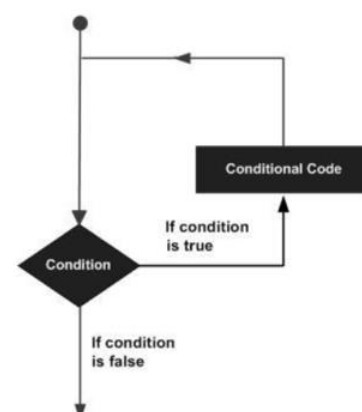 Conditional Code
If condition
is true
Condition
If condition
is false